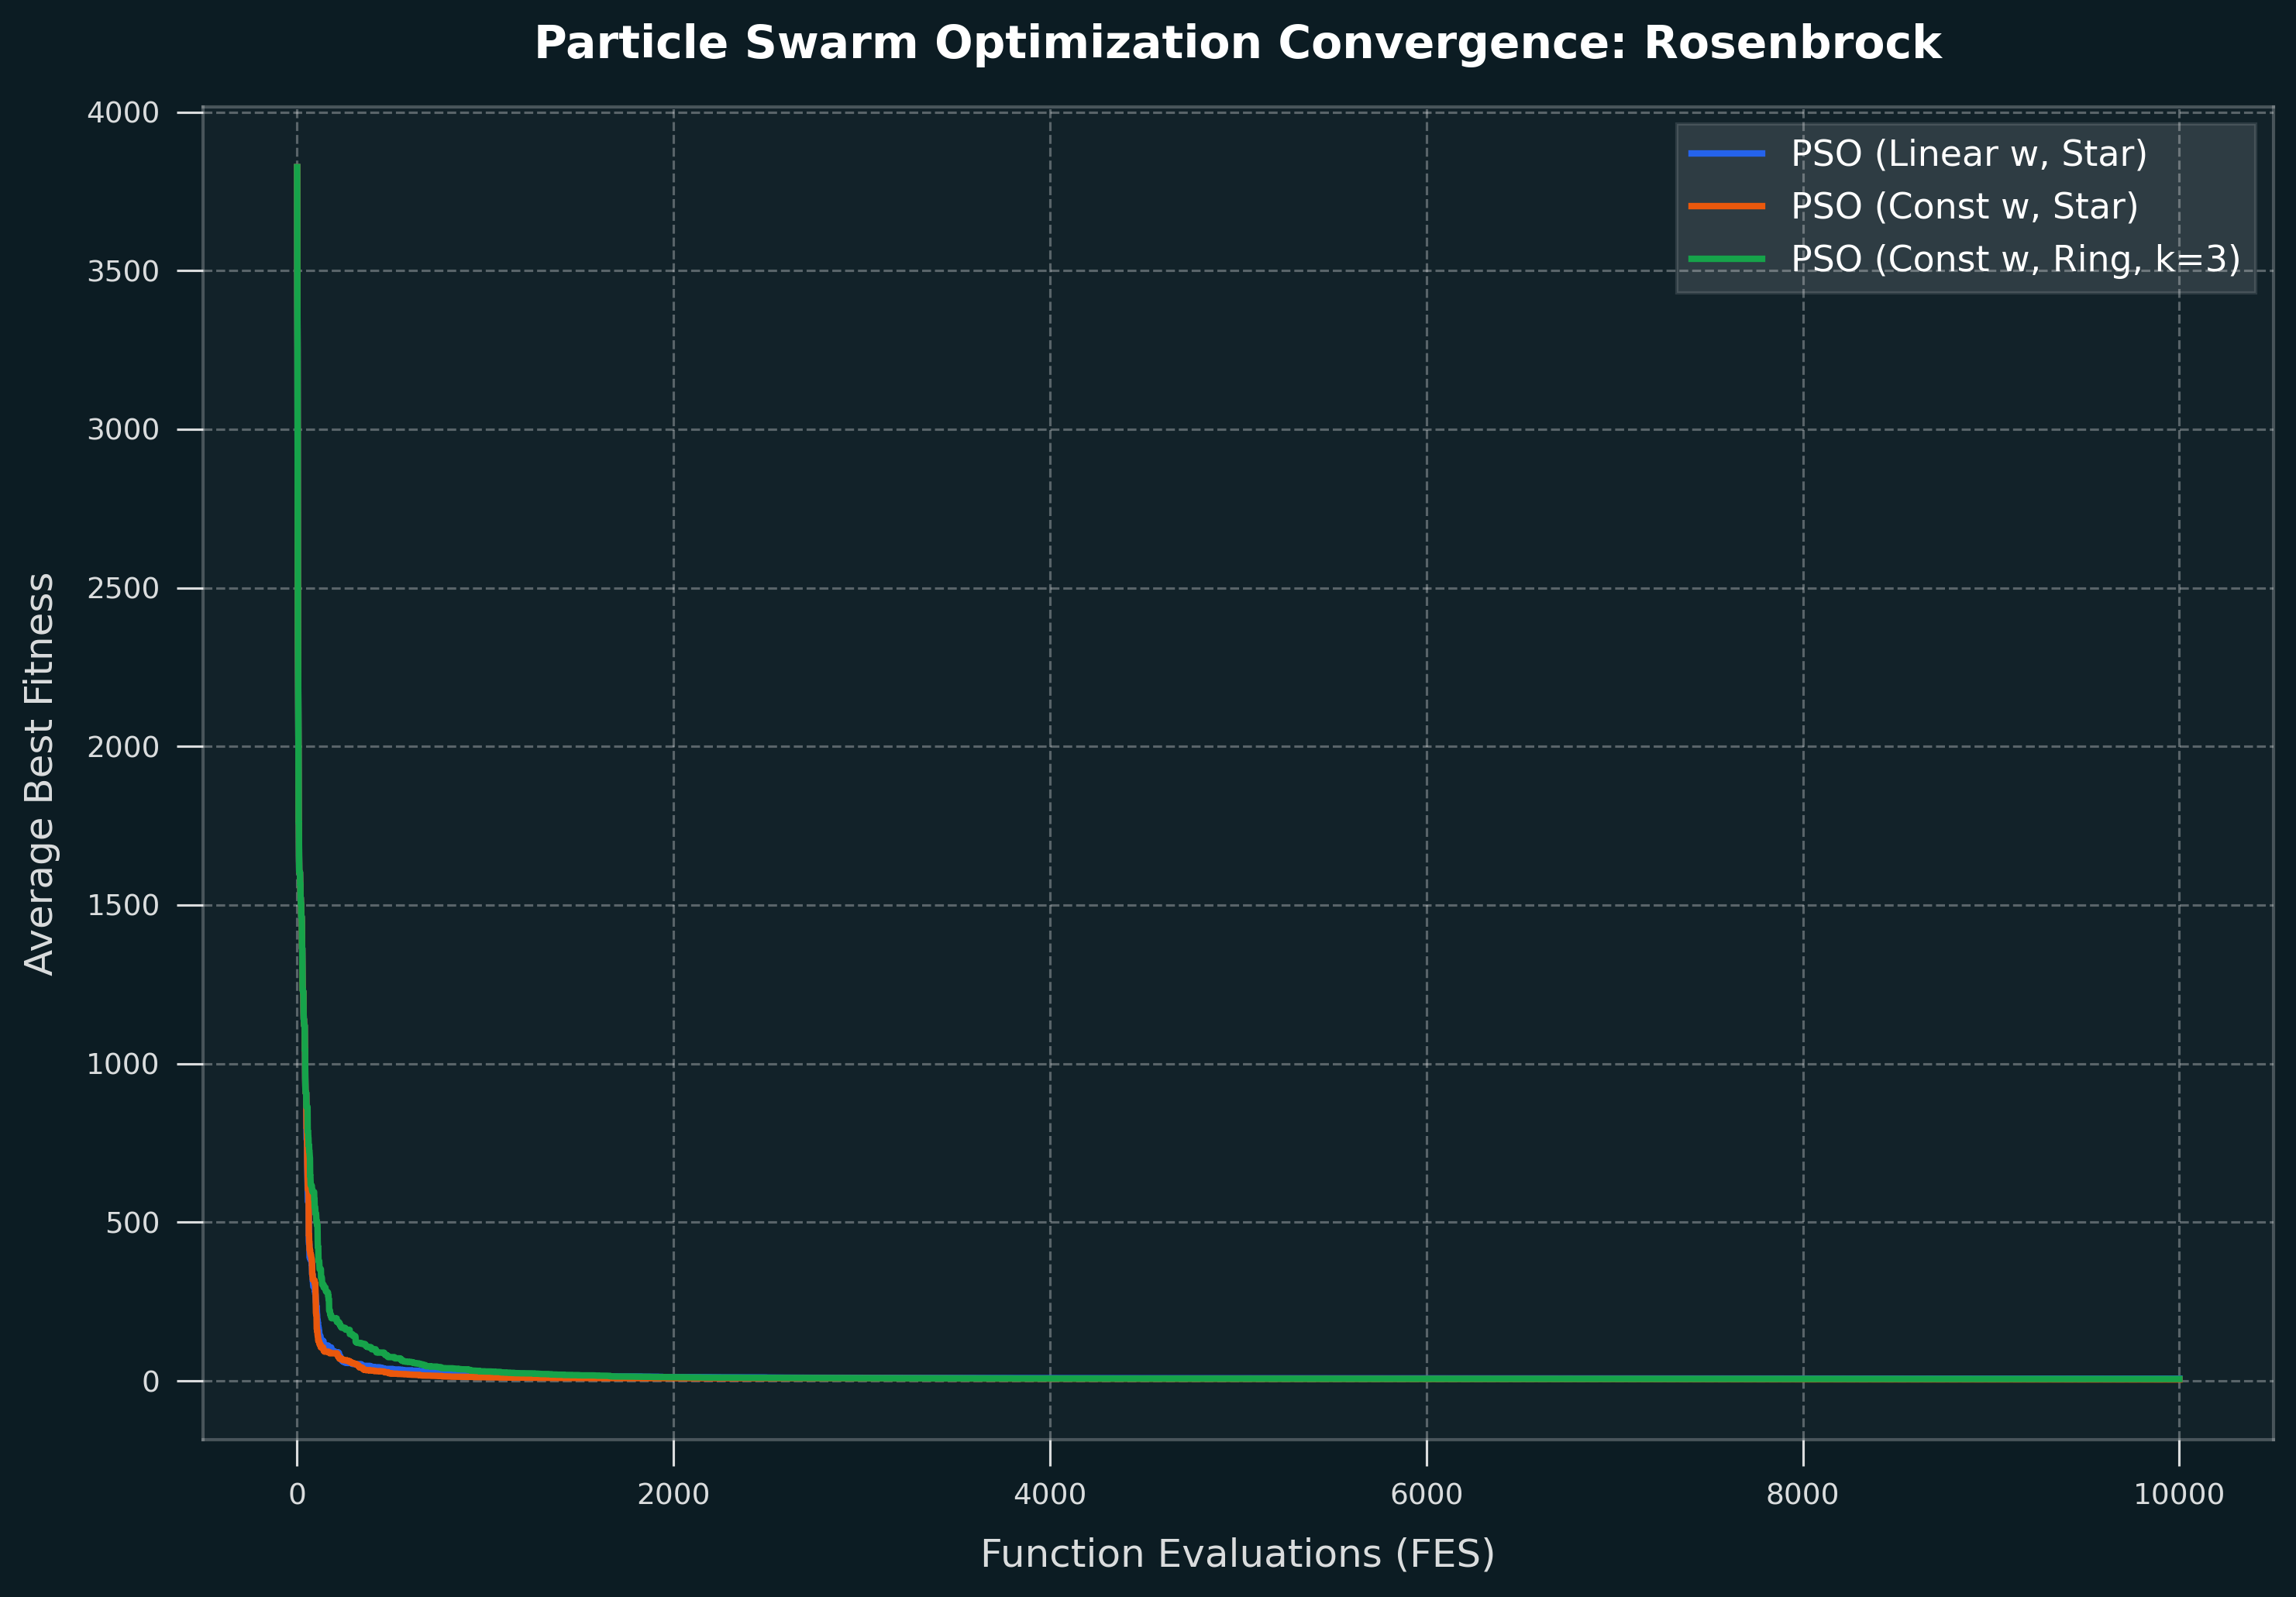 Particle Swarm Optimization Convergence: Rosenbrock
PSO (Linear w, Star)
PSO (Const w, Star)
PSO (Const w, Ring, k=3)
Average Best Fitness
4000
3500
3000
2500
2000
1500
1000
500
0
0 2000 4000 6000 8000 10000
Function Evaluations (FES)